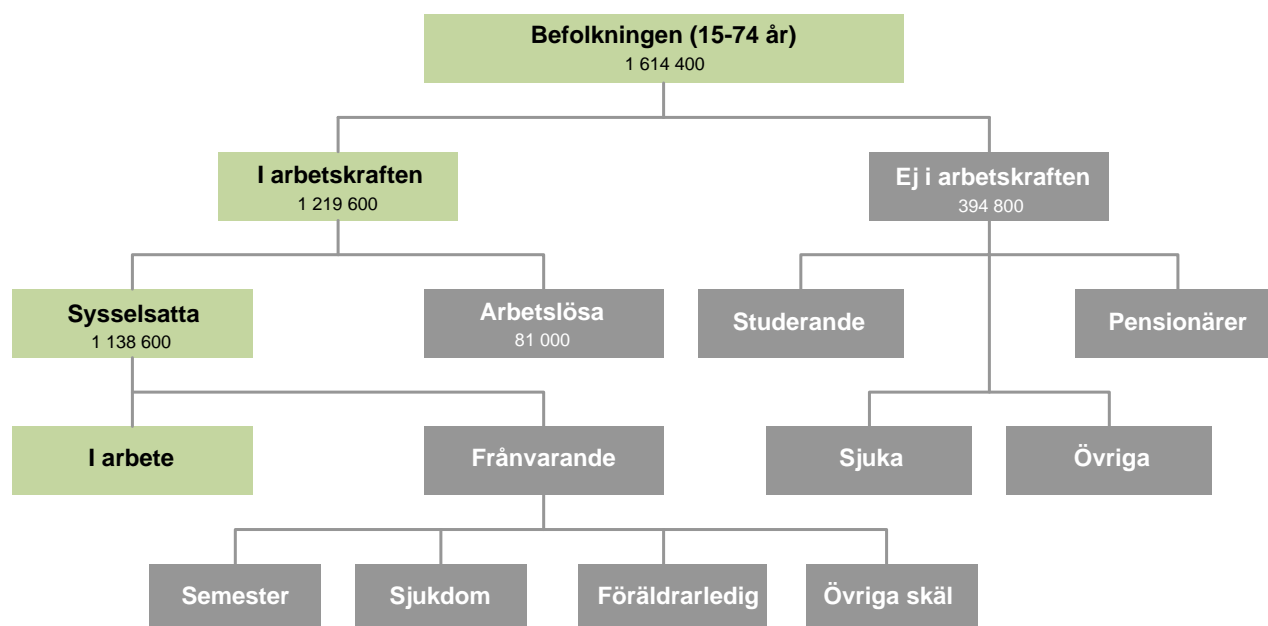 Befolkningen (15-74 år)
1 614 400
I arbetskraften
1 219 600
Ej i arbetskraften
394 800
Sysselsatta
1 138 600
Arbetslösa
81 000
Studerande
Pensionärer
I arbete
Frånvarande
Sjuka
Övriga
Semester
Sjukdom
Föräldrarledig
Övriga skäl